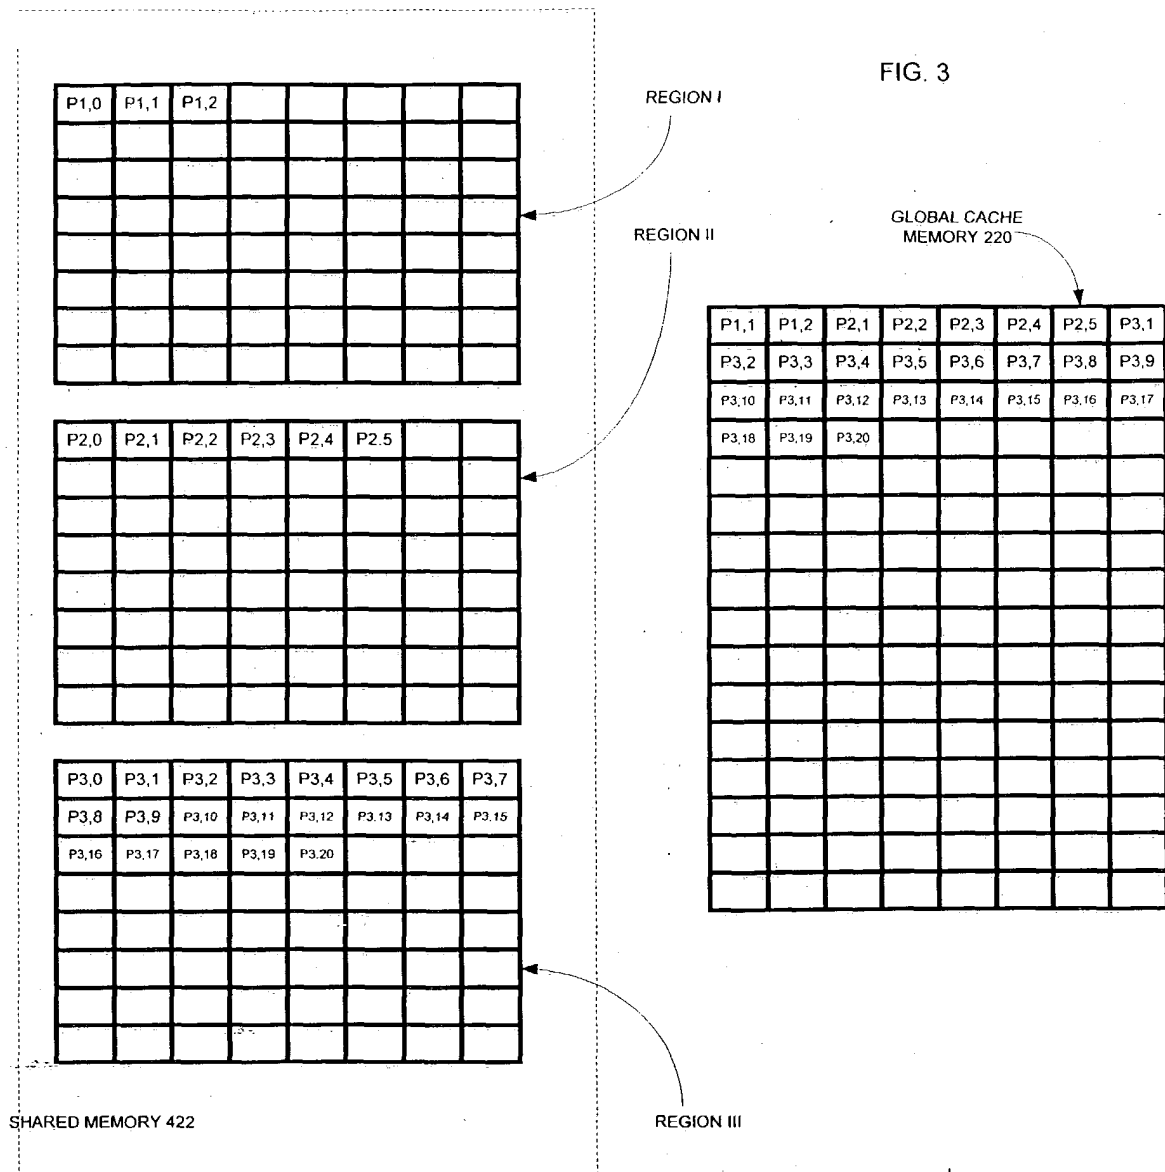 FIG. 3
REGION I
P1,0 P1,1 P1,2
REGION II
P2,0 P2,1 P2,2 P2,3 P2,4 P2,5
P3,0 P3,1 P3,2 P3,3 P3,4 P3,5 P3,6 P3,7
P3,8 P3,9 P3,10 P3,11 P3,12 P3,13 P3,14 P3,15
P3,16 P3,17 P3,18 P3,19 P3,20
SHARED MEMORY 422
REGION III
GLOBAL CACHE
MEMORY 220
P1,1 P1,2 P2,1 P2,2 P2,3 P2,4 P2,5 P3,1
P3,2 P3,3 P3,4 P3,5 P3,6 P3,7 P3,8 P3,9
P3,10 P3,11 P3,12 P3,13 P3,14 P3,15 P3,16 P3,17
P3,18 P3,19 P3,20